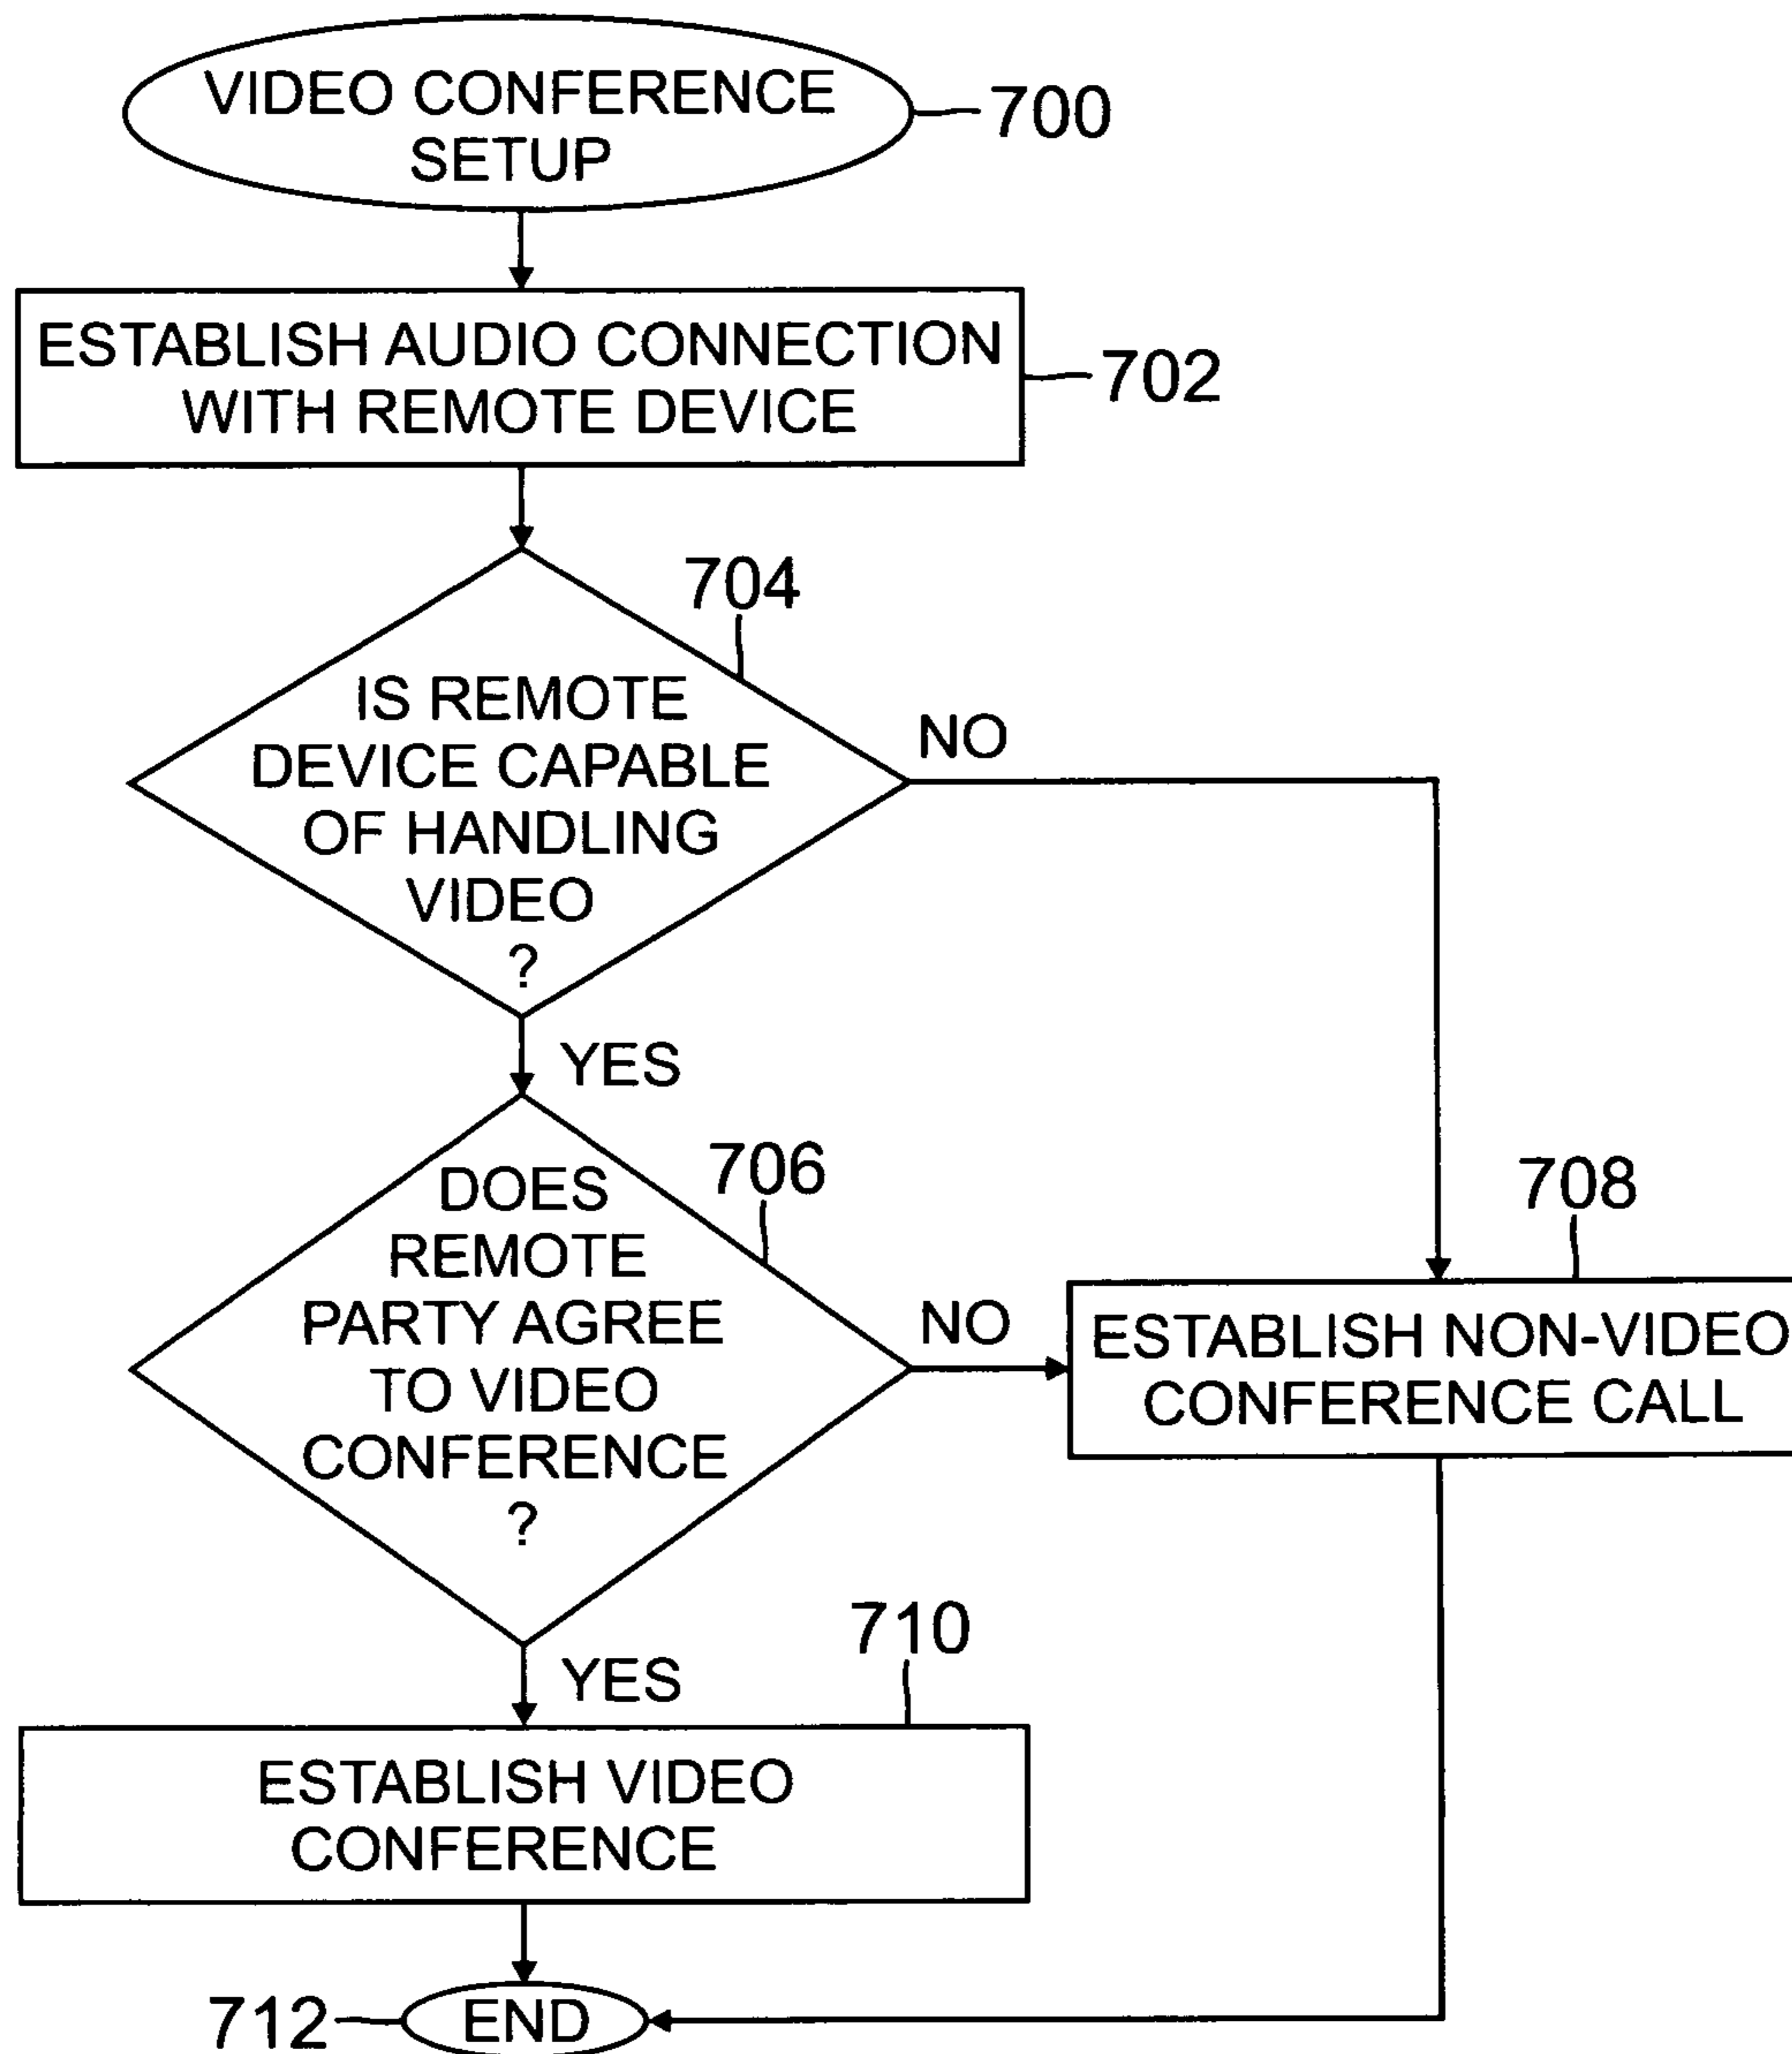 VIDEO CONFERENCE
SETUP
700
ESTABLISH AUDIO CONNECTION
WITH REMOTE DEVICE
702
704
IS REMOTE
DEVICE CAPABLE
OF HANDLING
VIDEO
?
NO
YES
706
DOES
REMOTE
PARTY AGREE
TO VIDEO
CONFERENCE
?
NO
708
ESTABLISH NON-VIDEO
CONFERENCE CALL
YES
710
ESTABLISH VIDEO
CONFERENCE
712
END